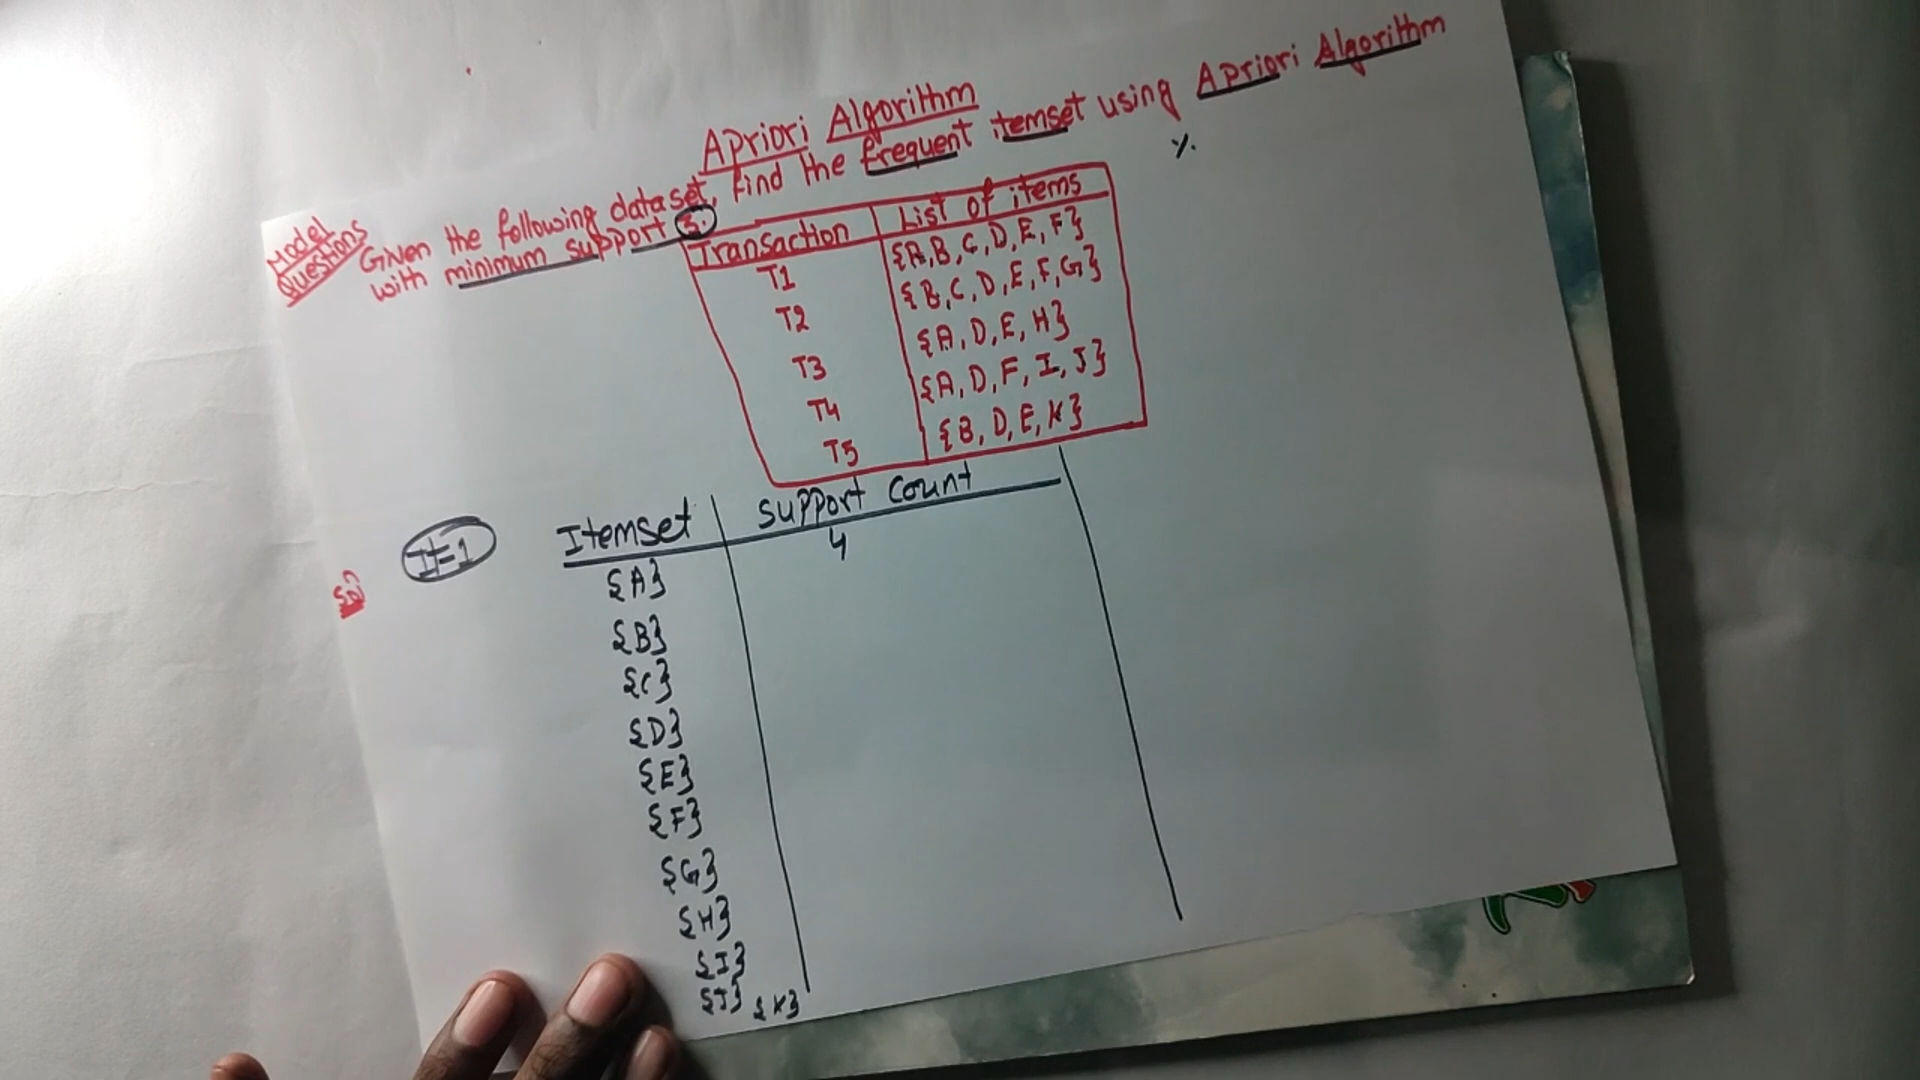 Apriori Algorithm
Model Questions
Given the following dataset, find the frequent itemset using Apriori Algorithm
with minimum support 3.
%.
Transaction List of items
T1 {A,B,C,D,E,F}
T2 {B,C,D,E,F,G}
T3 {A,D,E,H}
T4 {A,D,F,I,J}
T5 {B,D,E,K}
It=1
Itemset Support Count
4
{A}
{B}
{C}
{D}
{E}
{F}
{G}
{H}
{I}
{J} {K}